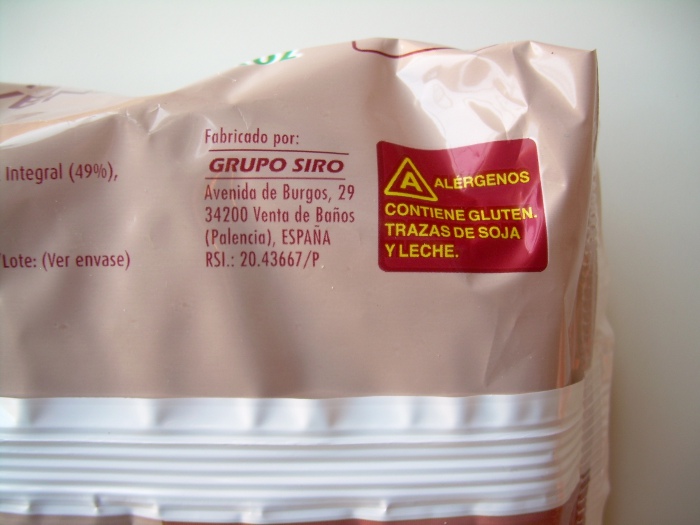 Integral (49%),
Lote: (Ver envase)
Fabricado por:
GRUPO SIRO
Avenida de Burgos, 29
34200 Venta de Baños
(Palencia), ESPAÑA
RSI.: 20.43667/P
A ALÉRGENOS
CONTIENE GLUTEN.
TRAZAS DE SOJA
Y LECHE.